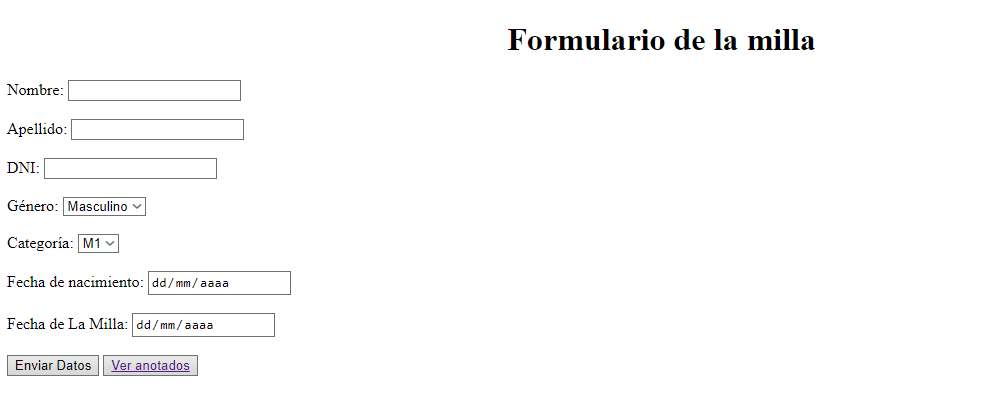 Formulario de la milla
Nombre:
Apellido:
DNI:
Género: Masculino
Categoría: M1
Fecha de nacimiento: dd/mm/aaaa
Fecha de La Milla: dd/mm/aaaa
Enviar Datos Ver anotados